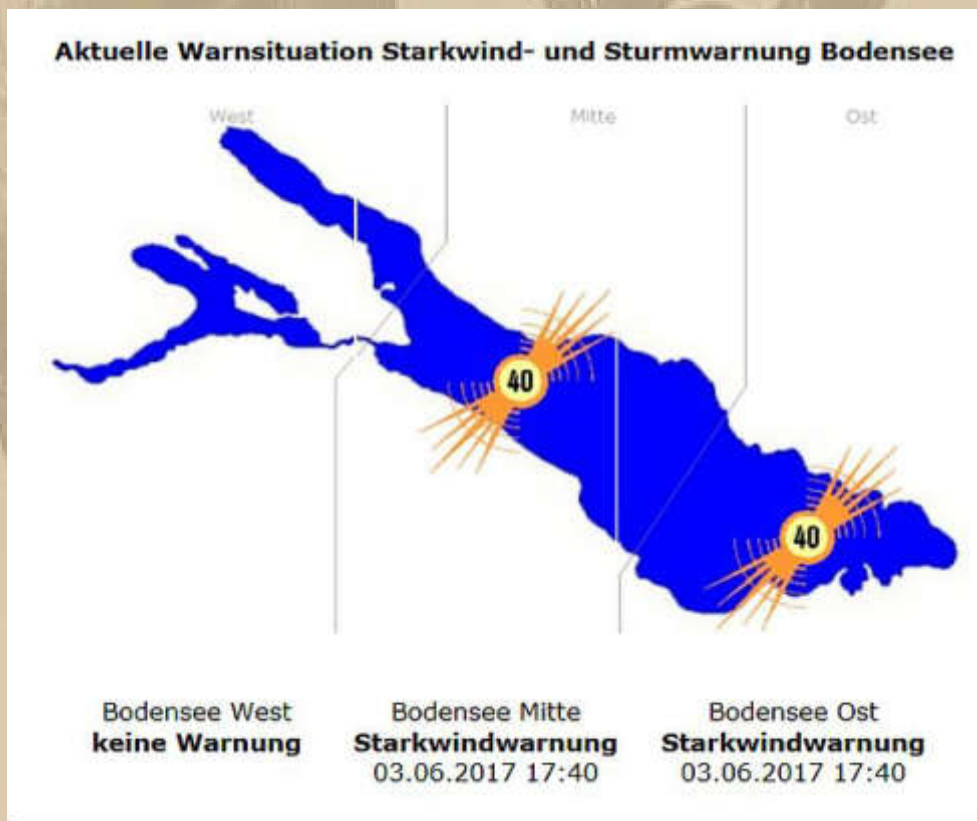 Aktuelle Warnsituation Starkwind- und Sturmwarnung Bodensee
West
Mitte
Ost
40
40
Bodensee West
keine Warnung
Bodensee Mitte
Starkwindwarnung
03.06.2017 17:40
Bodensee Ost
Starkwindwarnung
03.06.2017 17:40